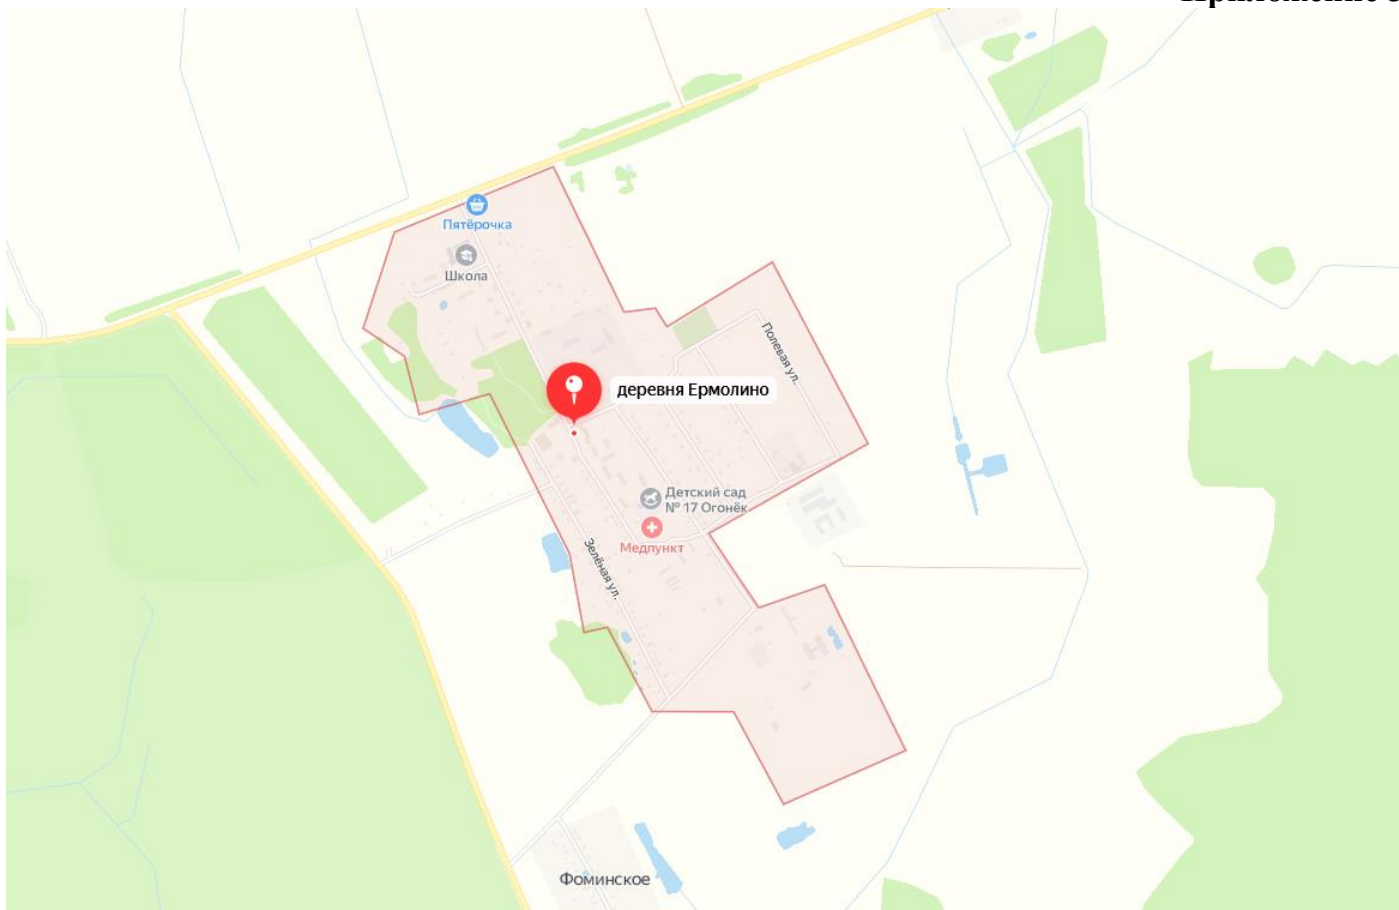 Пятёрочка
Школа
Полевая ул.
деревня Ермолино
Детский сад
№ 17 Огонёк
Медпункт
Зелёная ул.
Фоминское